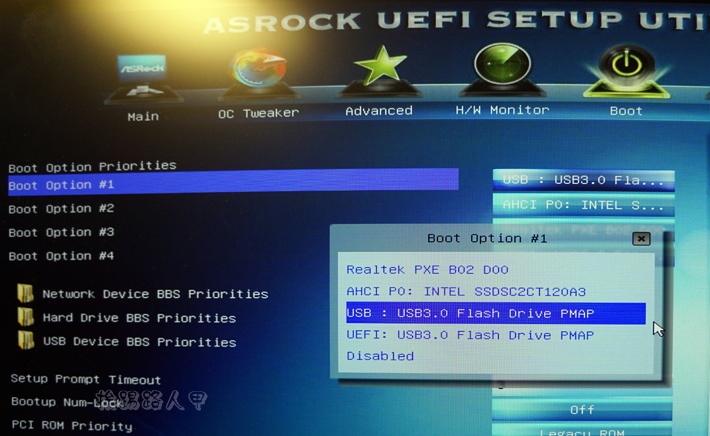 ASROCK UEFI SETUP UTI
ASRock
Main
OC Tweaker
Advanced
H/W Monitor
Boot
Boot Option Priorities
Boot Option #1
USB : USB3.0 Fla...
Boot Option #2
AHCI P0: INTEL S...
Boot Option #3
Boot Option #4
Boot Option #1
Realtek PXE B02 D00
AHCI P0: INTEL SSDSC2CT120A3
USB : USB3.0 Flash Drive PMAP
UEFI: USB3.0 Flash Drive PMAP
Disabled
Network Device BBS Priorities
Hard Drive BBS Priorities
USB Device BBS Priorities
Setup Prompt Timeout
Bootup Num-Lock
Off
PCI ROM Priority
Legacy ROM
路人甲